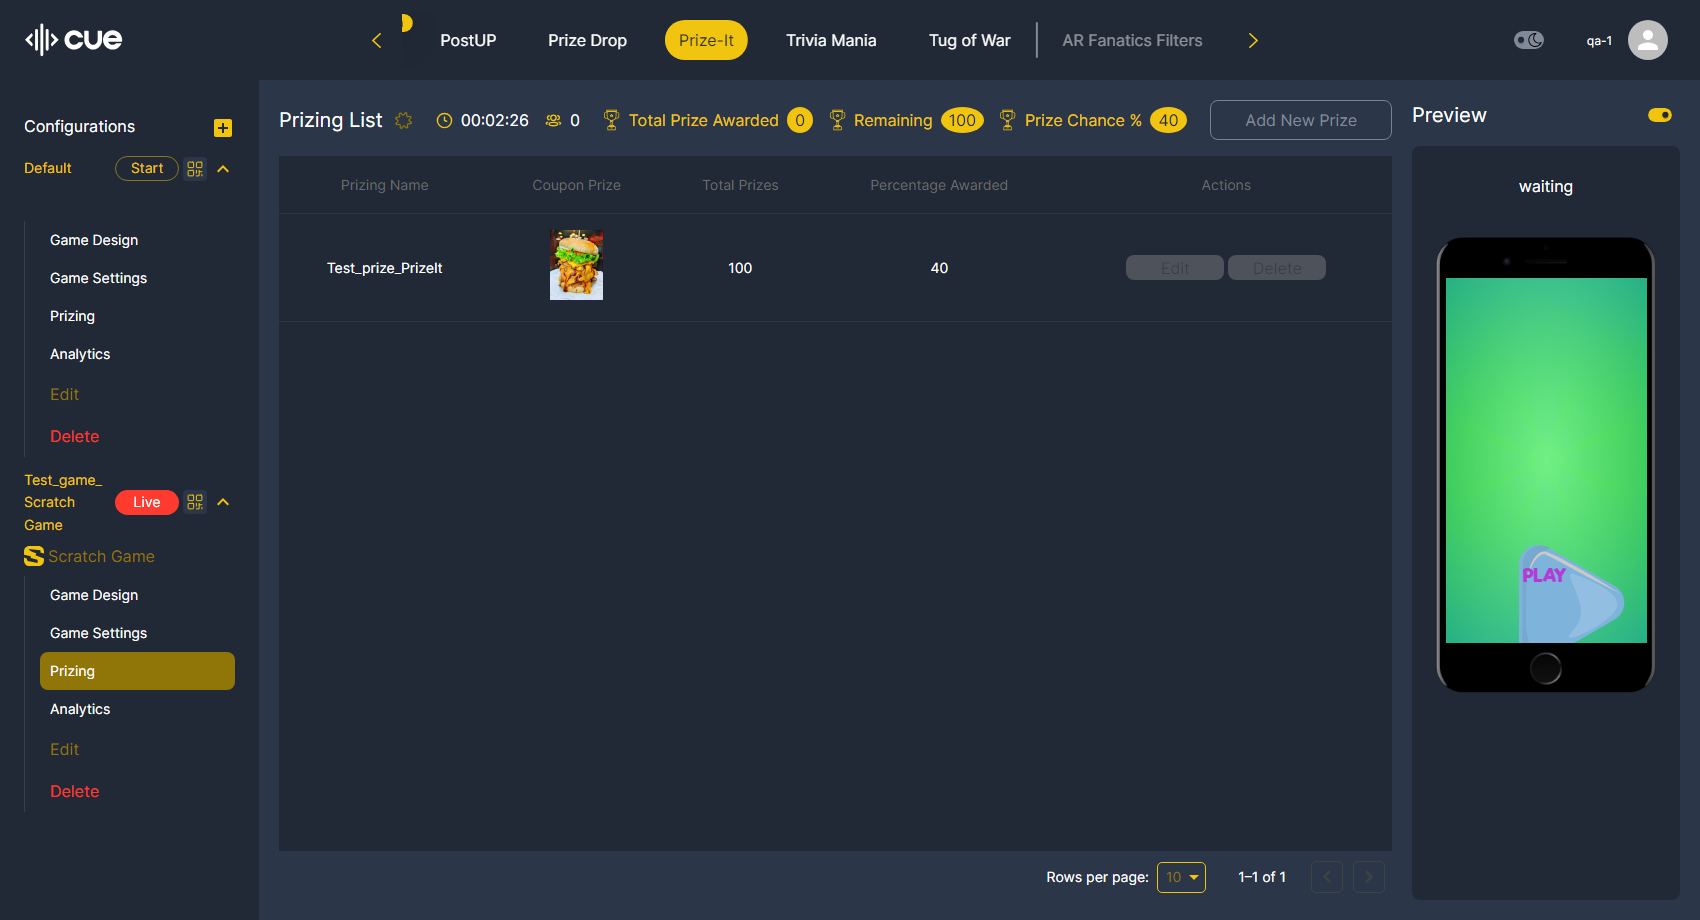 cue
PostUP
Prize Drop
Prize-It
Trivia Mania
Tug of War
AR Fanatics Filters
qa-1
Configurations
Default
Start
Game Design
Game Settings
Prizing
Analytics
Edit
Delete
Test_game_
Scratch
Game
Live
Scratch Game
Game Design
Game Settings
Prizing
Analytics
Edit
Delete
Prizing List
00:02:26
0
Total Prize Awarded 0
Remaining 100
Prize Chance % 40
Add New Prize
Prizing Name Coupon Prize Total Prizes Percentage Awarded Actions
Test_prize_PrizeIt 100 40 Edit Delete
Rows per page: 10 1–1 of 1
Preview
waiting
PLAY